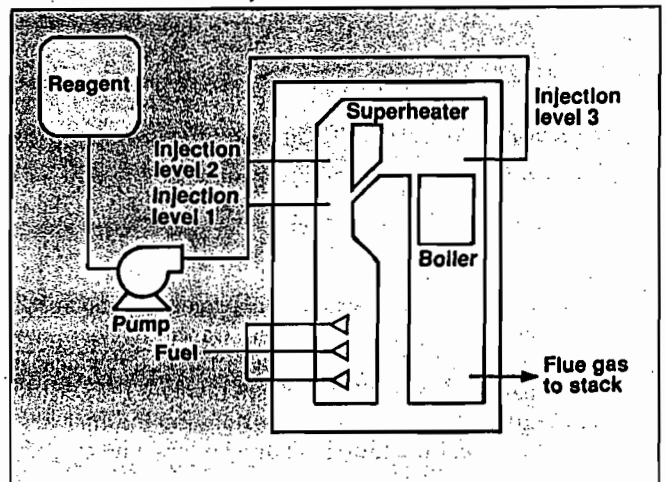 Reagent
Superheater
Injection
level 3
Injection
level 2
Injection
level 1
Boiler
Pump
Fuel
Flue gas
to stack